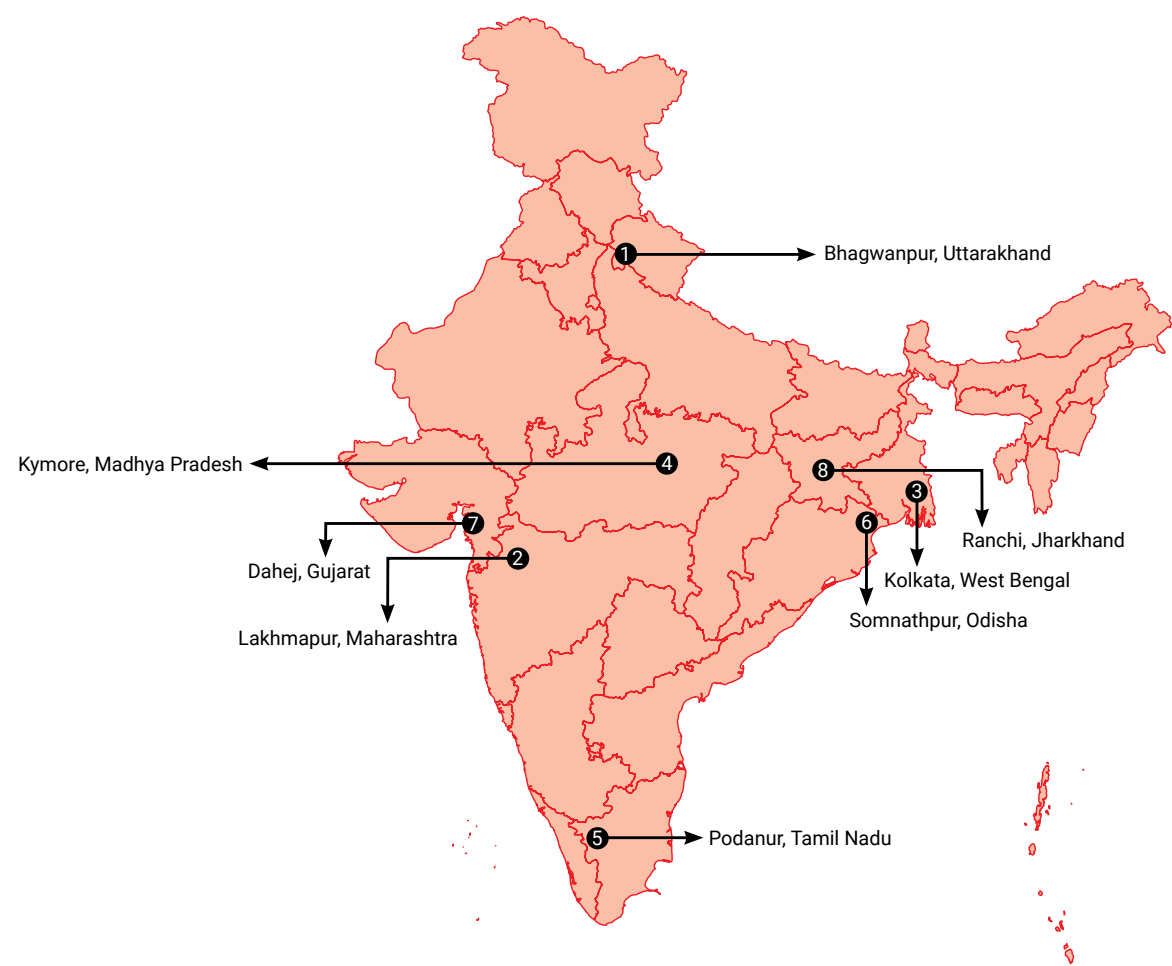 1
Bhagwanpur, Uttarakhand
Kymore, Madhya Pradesh
4
8
3
7
6
Ranchi, Jharkhand
2
Dahej, Gujarat
Kolkata, West Bengal
Somnathpur, Odisha
Lakhmapur, Maharashtra
5
Podanur, Tamil Nadu